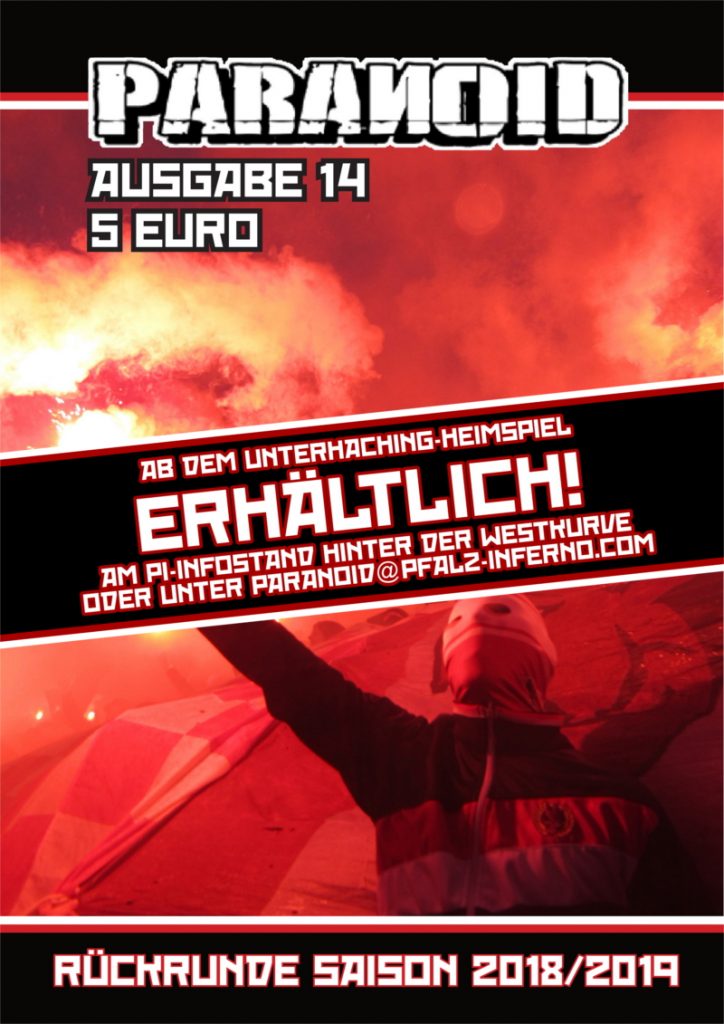 PARANOID
AUSGABE 14
5 EURO
AB DEM UNTERHACHING-HEIMSPIEL
ERHÄLTLICH!
AM PI-INFOSTAND HINTER DER WESTKURVE
ODER UNTER PARANOID@PFALZ-INFERNO.COM
RÜCKRUNDE SAISON 2018/2019